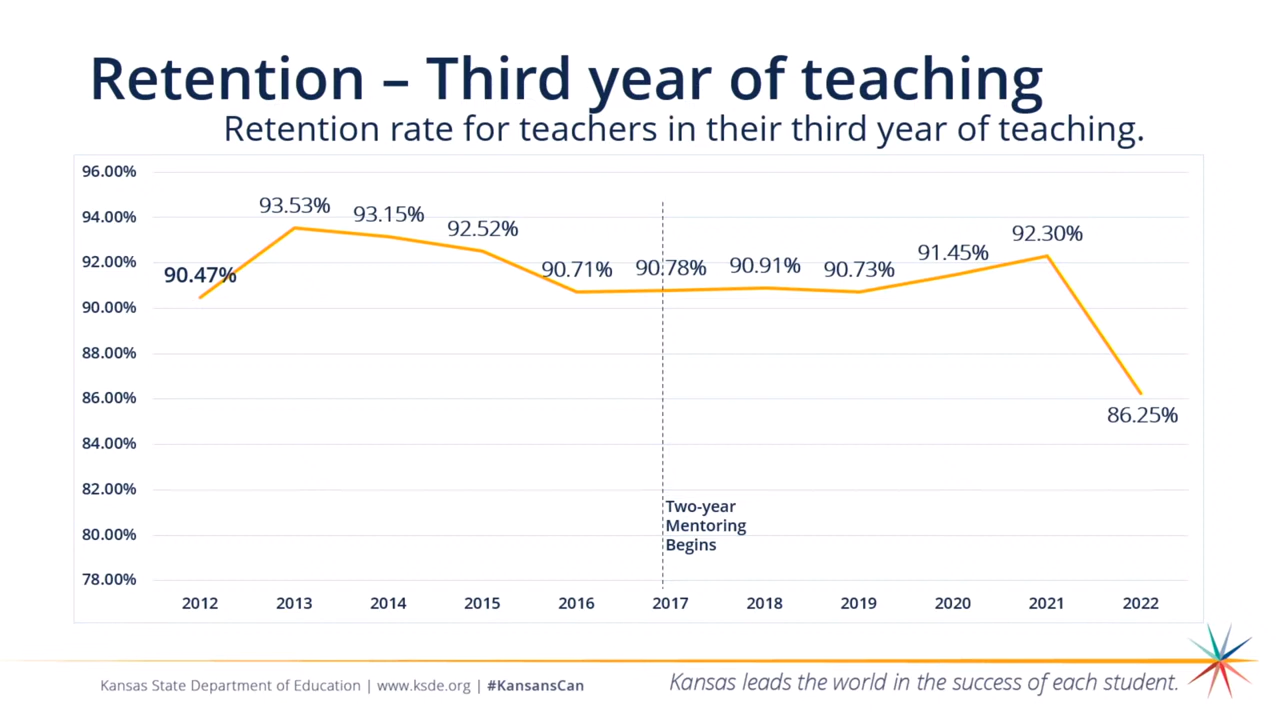 Retention – Third year of teaching
Retention rate for teachers in their third year of teaching.
96.00%
94.00%
92.00%
90.00%
88.00%
86.00%
84.00%
82.00%
80.00%
78.00%
90.47%
93.53%
93.15%
92.52%
90.71%
90.78%
90.91%
90.73%
91.45%
92.30%
86.25%
Two-year
Mentoring
Begins
2012 2013 2014 2015 2016 2017 2018 2019 2020 2021 2022
Kansas State Department of Education | www.ksde.org | #KansansCan
Kansas leads the world in the success of each student.